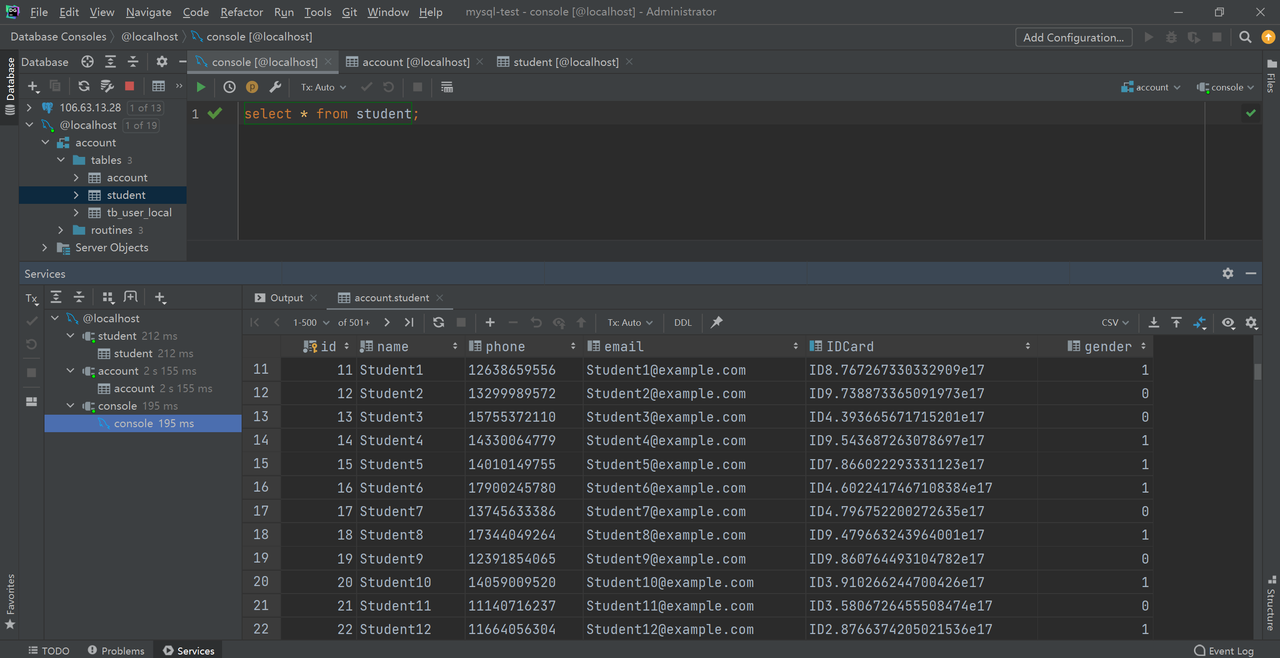 File Edit View Navigate Code Refactor Run Tools Git Window Help mysql-test - console [@localhost] - Administrator
Database Consoles @localhost console [@localhost] Add Configuration...
Database console [@localhost] account [@localhost] student [@localhost]
Tx: Auto account console
Database
Files
106.63.13.28 1 of 13
@localhost 1 of 19
account
tables 3
account
student
tb_user_local
routines 3
Server Objects
1 select * from student;
Services
Tx
@localhost
student 212 ms
student 212 ms
account 2 s 155 ms
account 2 s 155 ms
console 195 ms
console 195 ms
Output account.student
1-500 of 501+ Tx: Auto DDL CSV
id name phone email IDCard gender
11 11 Student1 12638659556 Student1@example.com ID8.767267330332909e17 1
12 12 Student2 13299989572 Student2@example.com ID9.738873365091973e17 0
13 13 Student3 15755372110 Student3@example.com ID4.393665671715201e17 0
14 14 Student4 14330064779 Student4@example.com ID9.543687263078697e17 1
15 15 Student5 14010149755 Student5@example.com ID7.866022293331123e17 1
16 16 Student6 17900245780 Student6@example.com ID4.6022417467108384e17 1
17 17 Student7 13745633386 Student7@example.com ID4.796752200272635e17 0
18 18 Student8 17344049264 Student8@example.com ID9.479663243964001e17 1
19 19 Student9 12391854065 Student9@example.com ID9.860764493104782e17 0
20 20 Student10 14059009520 Student10@example.com ID3.910266244700426e17 1
21 21 Student11 11140716237 Student11@example.com ID3.5806726455508474e17 0
22 22 Student12 11664056304 Student12@example.com ID2.8766374205021536e17 1
Favorites
Structure
TODO Problems Services Event Log